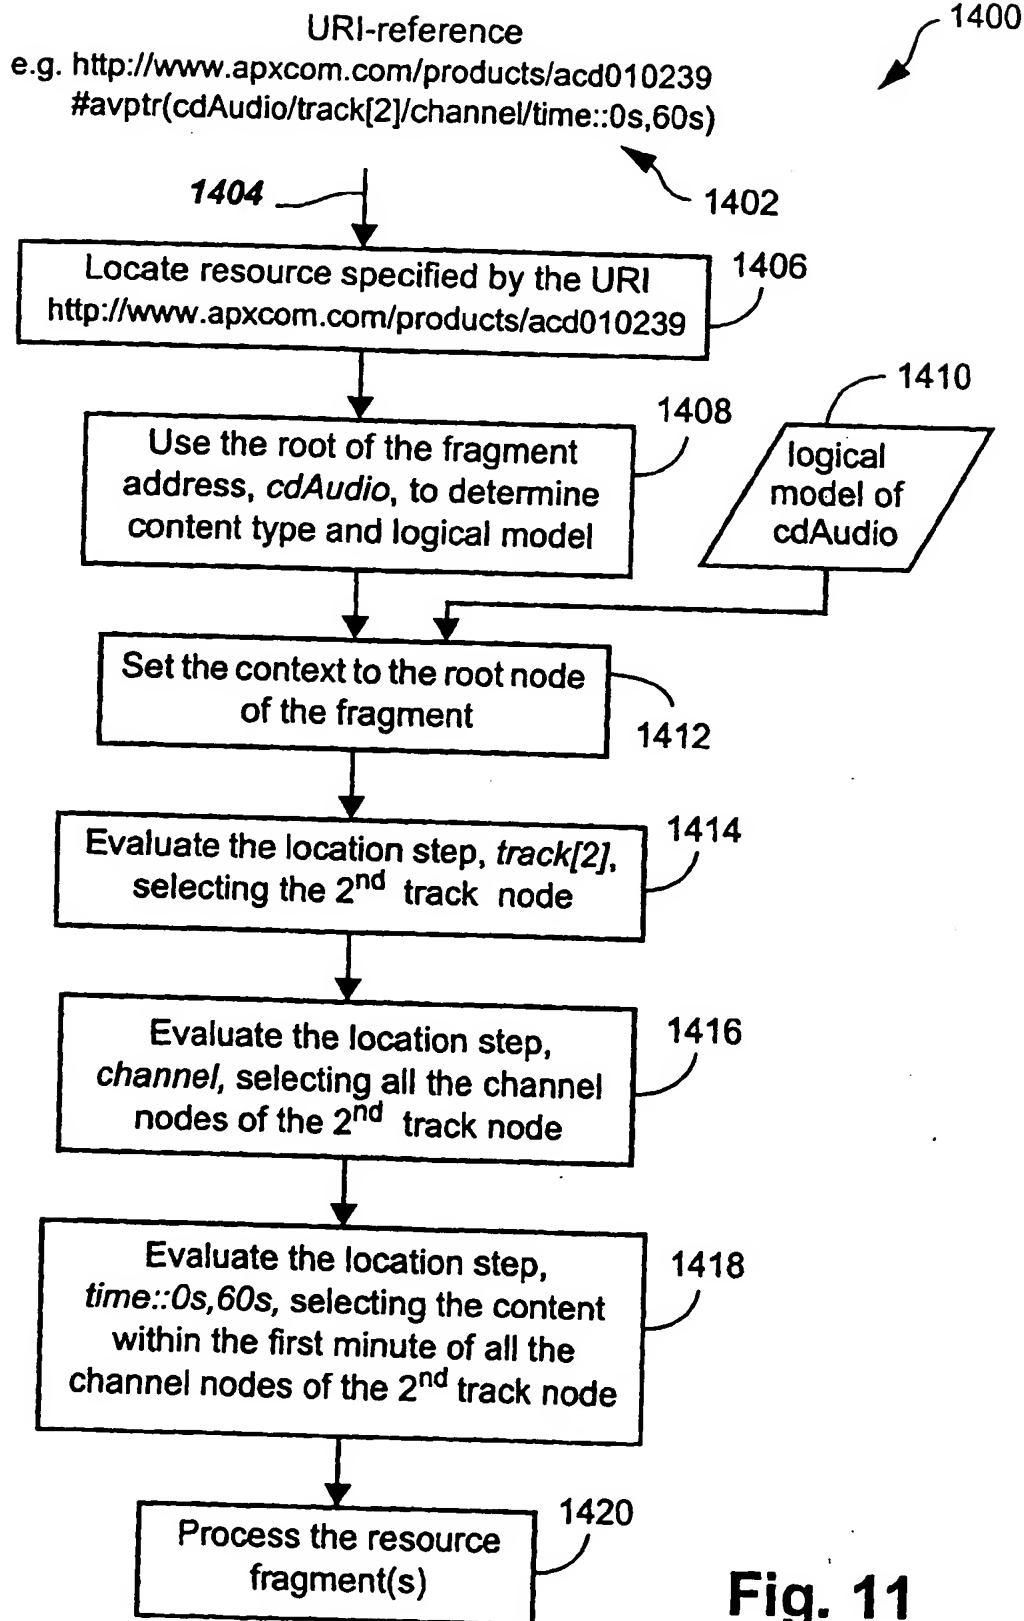 URI-reference
1400
e.g. http://www.apxcom.com/products/acd010239
#avptr(cdAudio/track[2]/channel/time::0s,60s)
1402
1404
Locate resource specified by the URI
http://www.apxcom.com/products/acd010239
1406
1410
1408
Use the root of the fragment
address, cdAudio, to determine
content type and logical model
logical
model of
cdAudio
Set the context to the root node
of the fragment
1412
1414
Evaluate the location step, track[2],
selecting the 2nd track node
1416
Evaluate the location step,
channel, selecting all the channel
nodes of the 2nd track node
1418
Evaluate the location step,
time::0s,60s, selecting the content
within the first minute of all the
channel nodes of the 2nd track node
1420
Process the resource
fragment(s)
Fig. 11